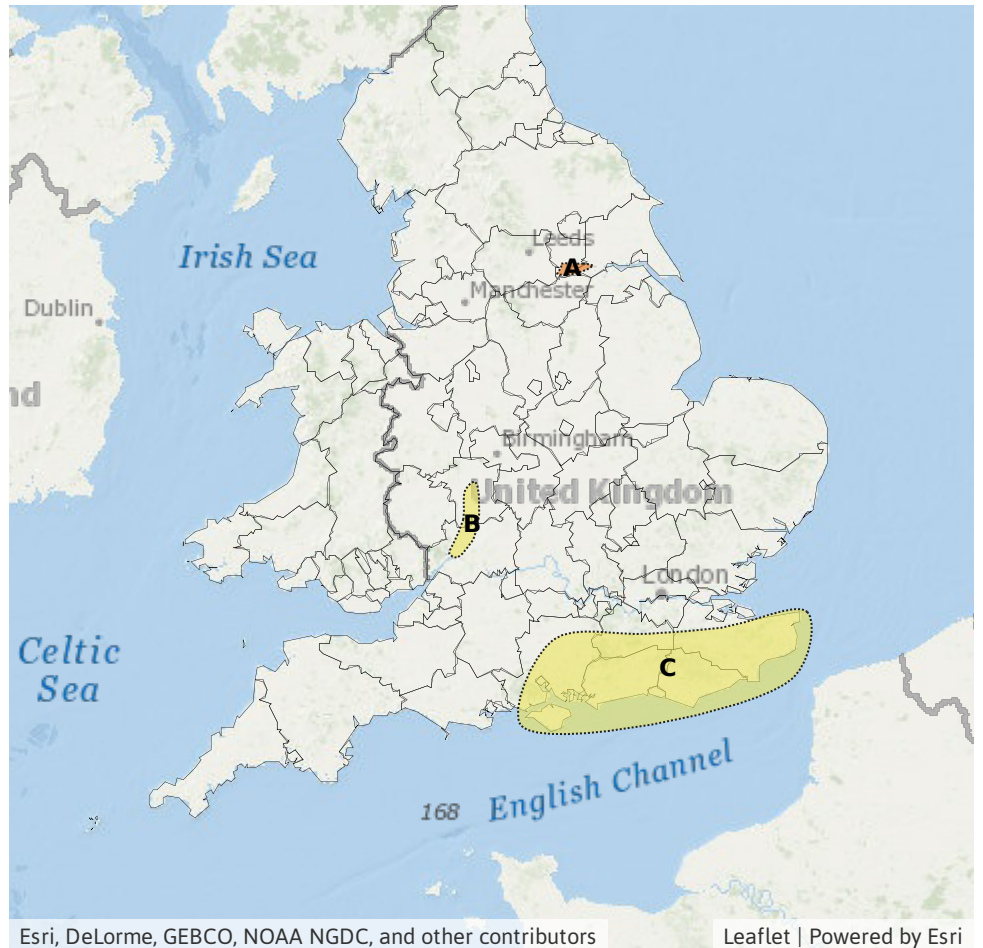 Irish Sea
Leeds
A
Manchester
Dublin
nd
Birmingham
United Kingdom
B
London
Celtic
Sea
C
English Channel
168
Esri, DeLorme, GEBCO, NOAA NGDC, and other contributors
Leaflet | Powered by Esri